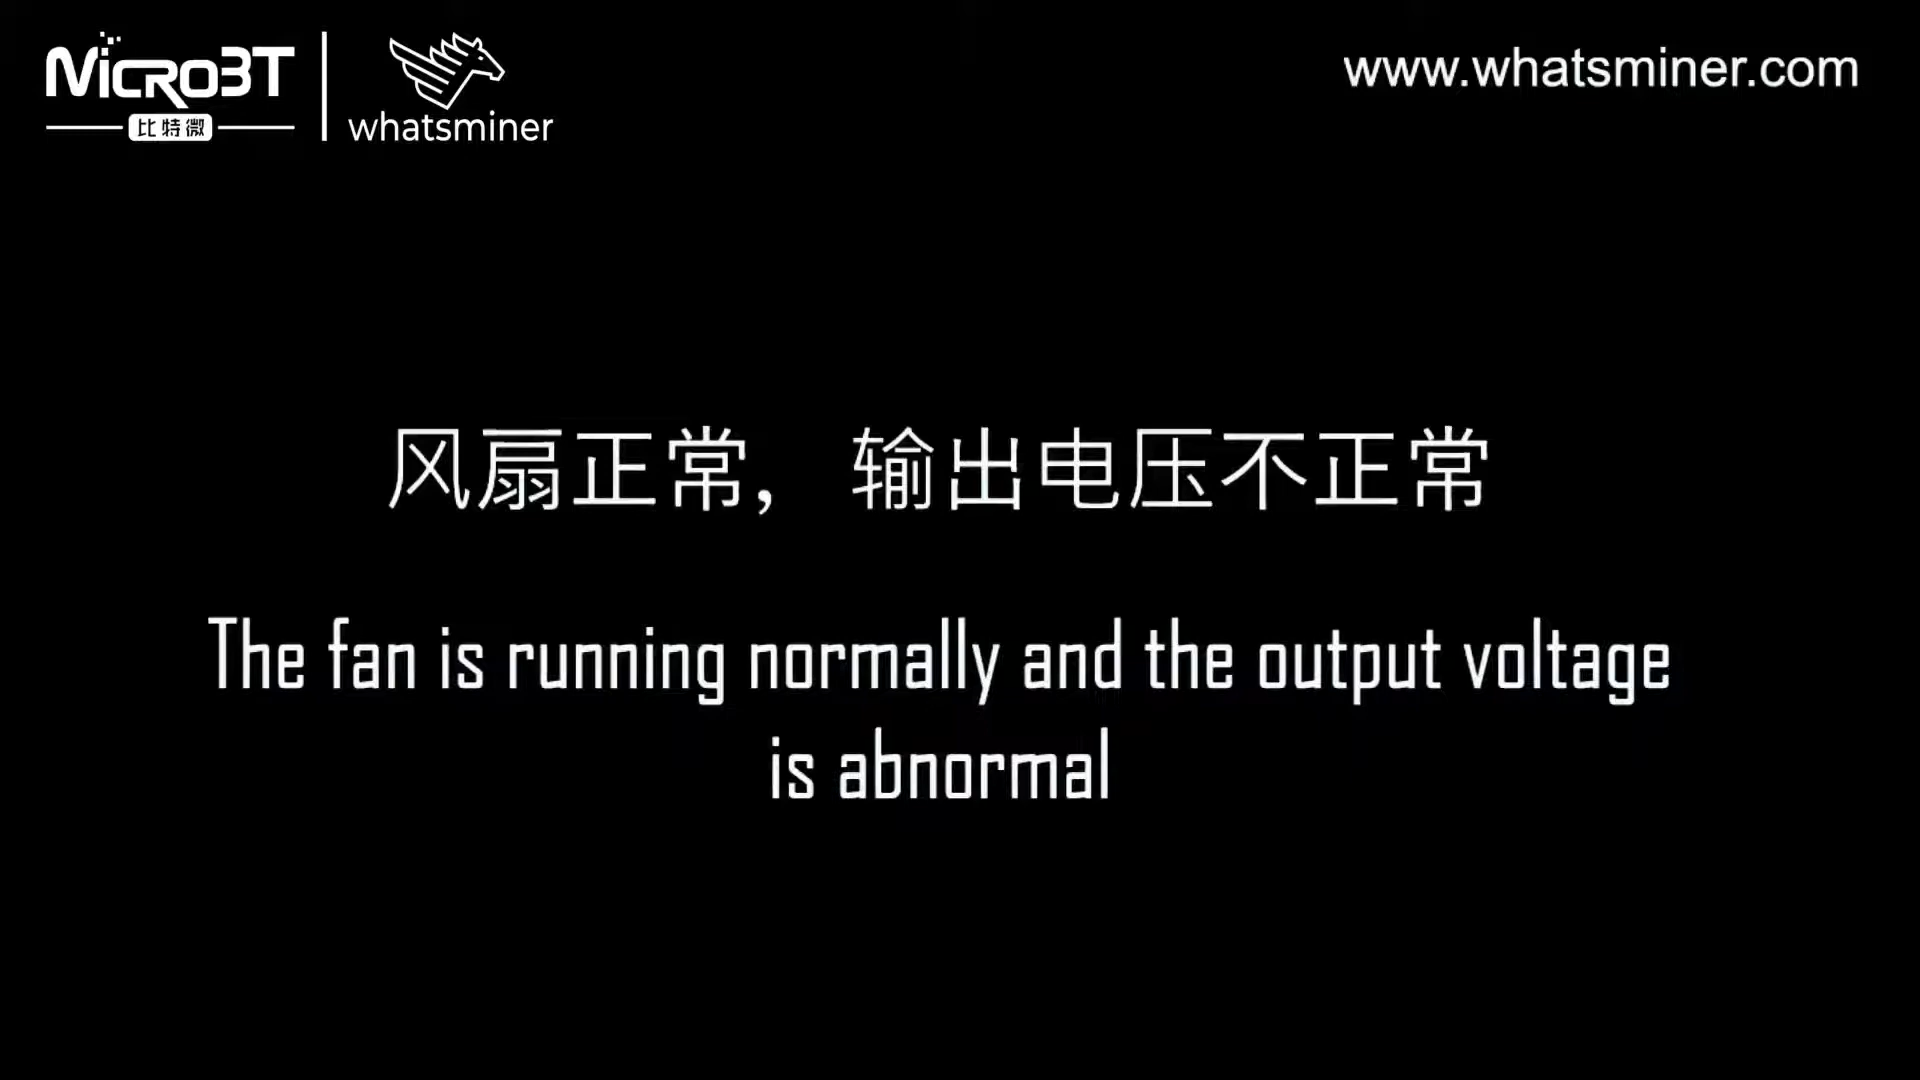 MicroBT
比特微
whatsminer
www.whatsminer.com
风扇正常，输出电压不正常
The fan is running normally and the output voltage
is abnormal